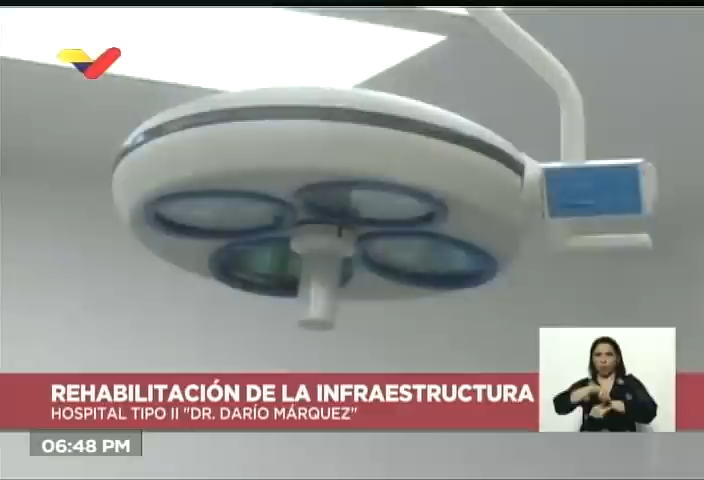 REHABILITACIÓN DE LA INFRAESTRUCTURA
HOSPITAL TIPO II "DR. DARÍO MÁRQUEZ"
06:48 PM